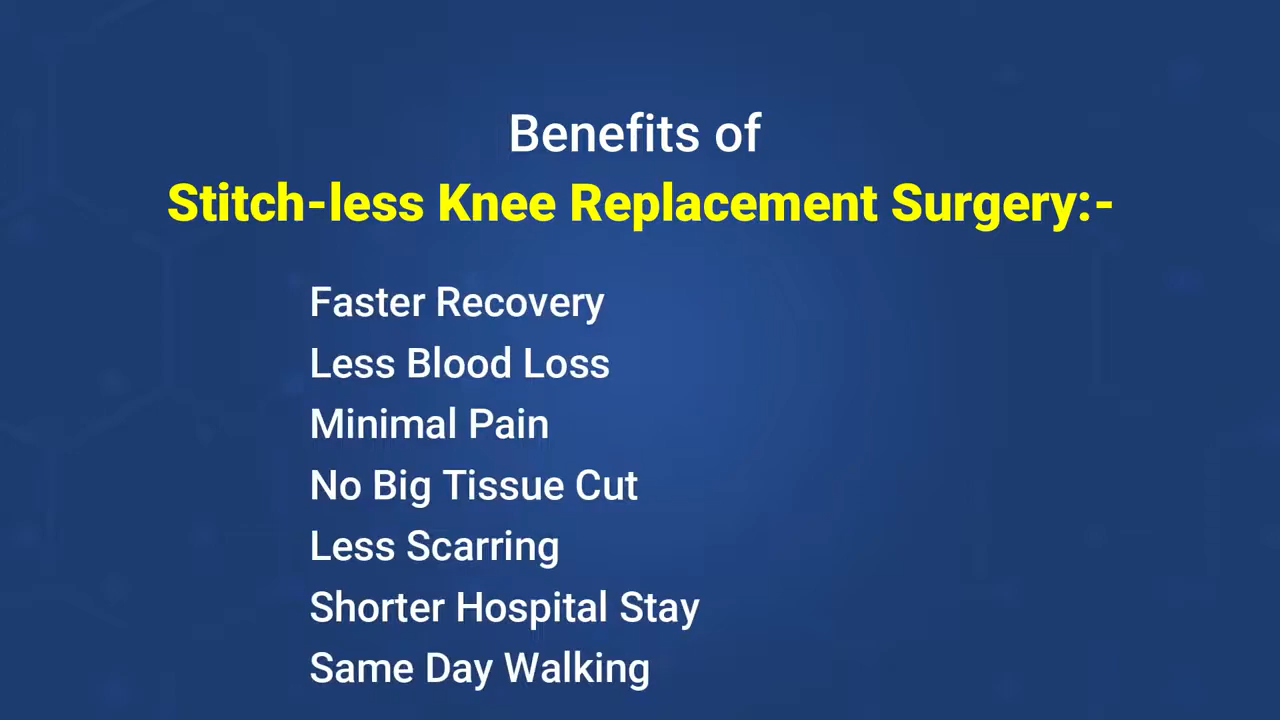 Benefits of
Stitch-less Knee Replacement Surgery:-
Faster Recovery
Less Blood Loss
Minimal Pain
No Big Tissue Cut
Less Scarring
Shorter Hospital Stay
Same Day Walking